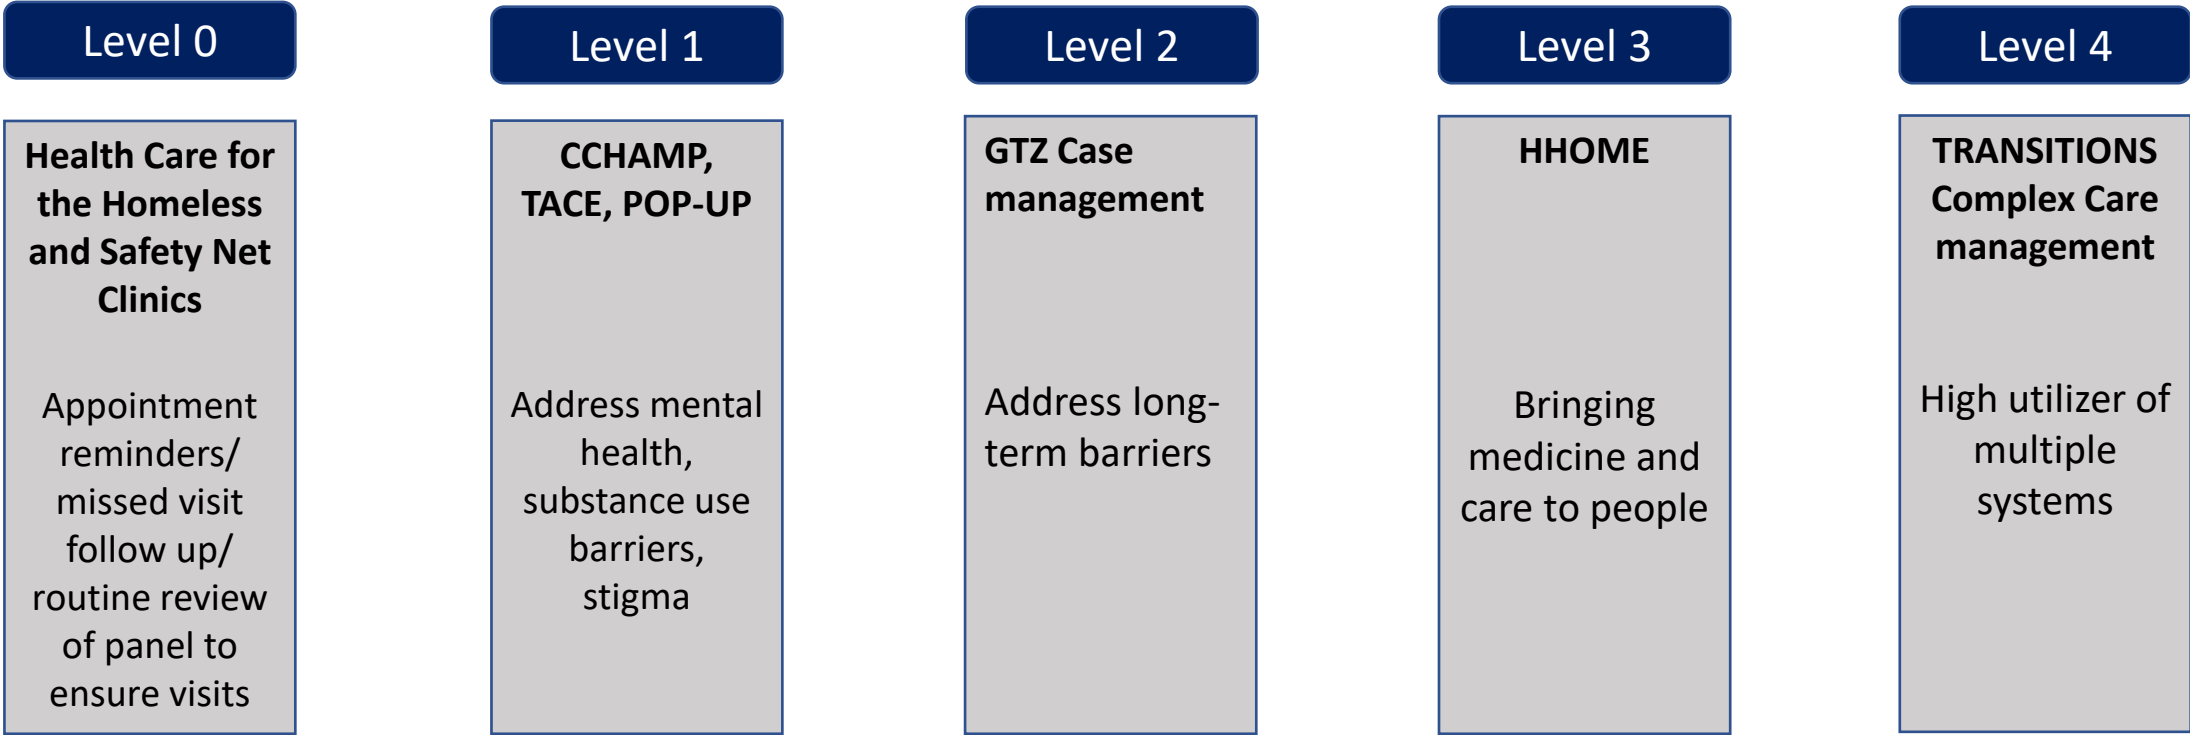 Level 0
Health Care for
the Homeless
and Safety Net
Clinics
Appointment
reminders/
missed visit
follow up/
routine review
of panel to
ensure visits
Level 1
CCHAMP,
TACE, POP-UP
Address mental
health,
substance use
barriers,
stigma
Level 2
GTZ Case
management
Address long-
term barriers
Level 3
HHOME
Bringing
medicine and
care to people
Level 4
TRANSITIONS
Complex Care
management
High utilizer of
multiple
systems